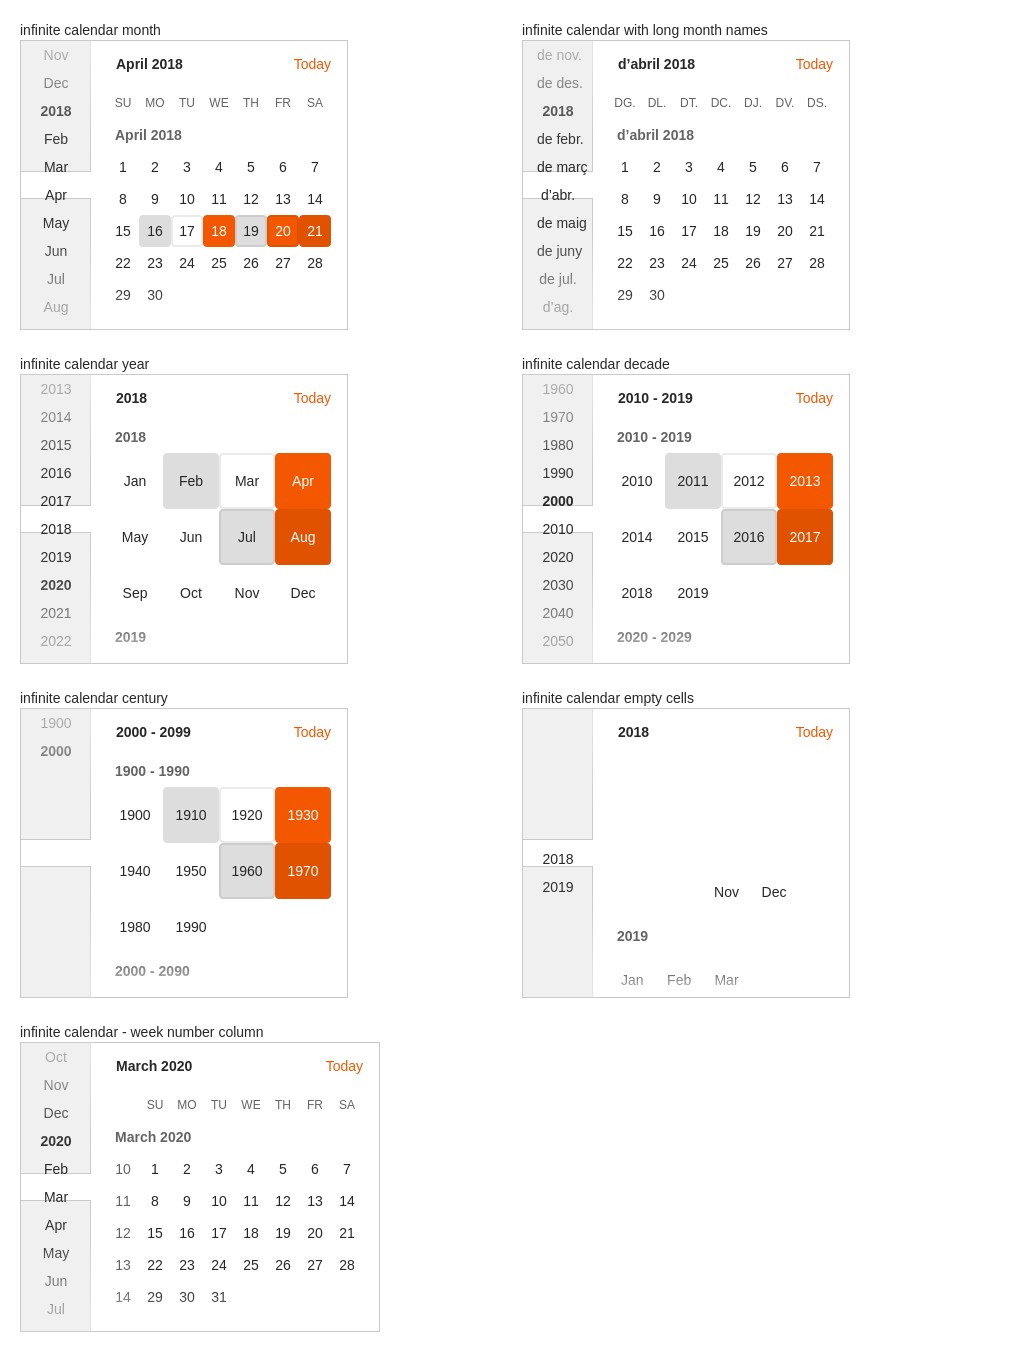 infinite calendar month
Nov
Dec
2018
Feb
Mar
Apr
May
Jun
Jul
Aug
April 2018 Today
SU MO TU WE TH FR SA
April 2018
1 2 3 4 5 6 7
8 9 10 11 12 13 14
15 16 17 18 19 20 21
22 23 24 25 26 27 28
29 30
infinite calendar with long month names
de nov.
de des.
2018
de febr.
de març
d’abr.
de maig
de juny
de jul.
d’ag.
d’abril 2018 Today
DG. DL. DT. DC. DJ. DV. DS.
d’abril 2018
1 2 3 4 5 6 7
8 9 10 11 12 13 14
15 16 17 18 19 20 21
22 23 24 25 26 27 28
29 30
infinite calendar year
2013
2014
2015
2016
2017
2018
2019
2020
2021
2022
2018 Today
2018
Jan Feb Mar Apr
May Jun Jul Aug
Sep Oct Nov Dec
2019
infinite calendar decade
1960
1970
1980
1990
2000
2010
2020
2030
2040
2050
2010 - 2019 Today
2010 - 2019
2010 2011 2012 2013
2014 2015 2016 2017
2018 2019
2020 - 2029
infinite calendar century
1900
2000
2000 - 2099 Today
1900 - 1990
1900 1910 1920 1930
1940 1950 1960 1970
1980 1990
2000 - 2090
infinite calendar empty cells
2018
2019
2018 Today
Nov Dec
2019
Jan Feb Mar
infinite calendar - week number column
Oct
Nov
Dec
2020
Feb
Mar
Apr
May
Jun
Jul
March 2020 Today
SU MO TU WE TH FR SA
March 2020
10 1 2 3 4 5 6 7
11 8 9 10 11 12 13 14
12 15 16 17 18 19 20 21
13 22 23 24 25 26 27 28
14 29 30 31